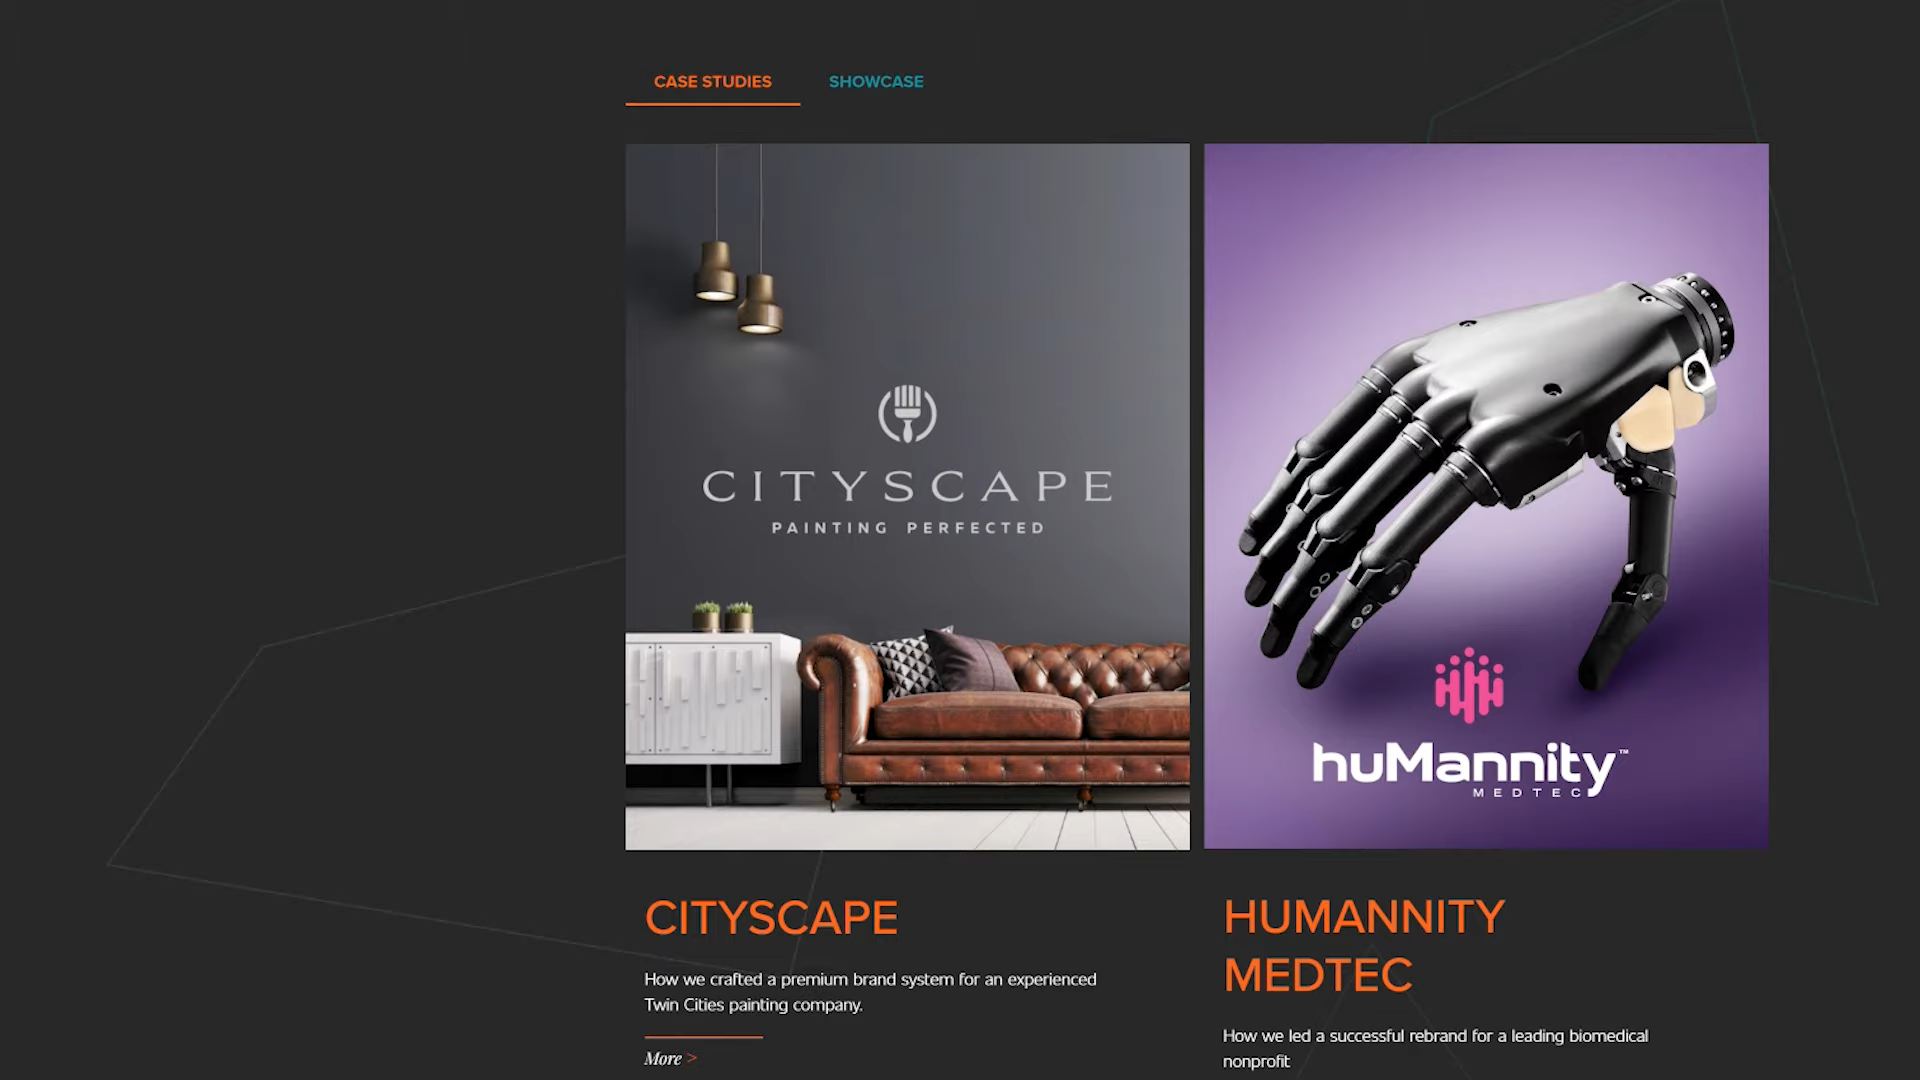 CASE STUDIES
SHOWCASE
CITYSCAPE
PAINTING PERFECTED
huMannity™
MEDTEC
CITYSCAPE
How we crafted a premium brand system for an experienced
Twin Cities painting company.
More >
HUMANNITY
MEDTEC
How we led a successful rebrand for a leading biomedical
nonprofit